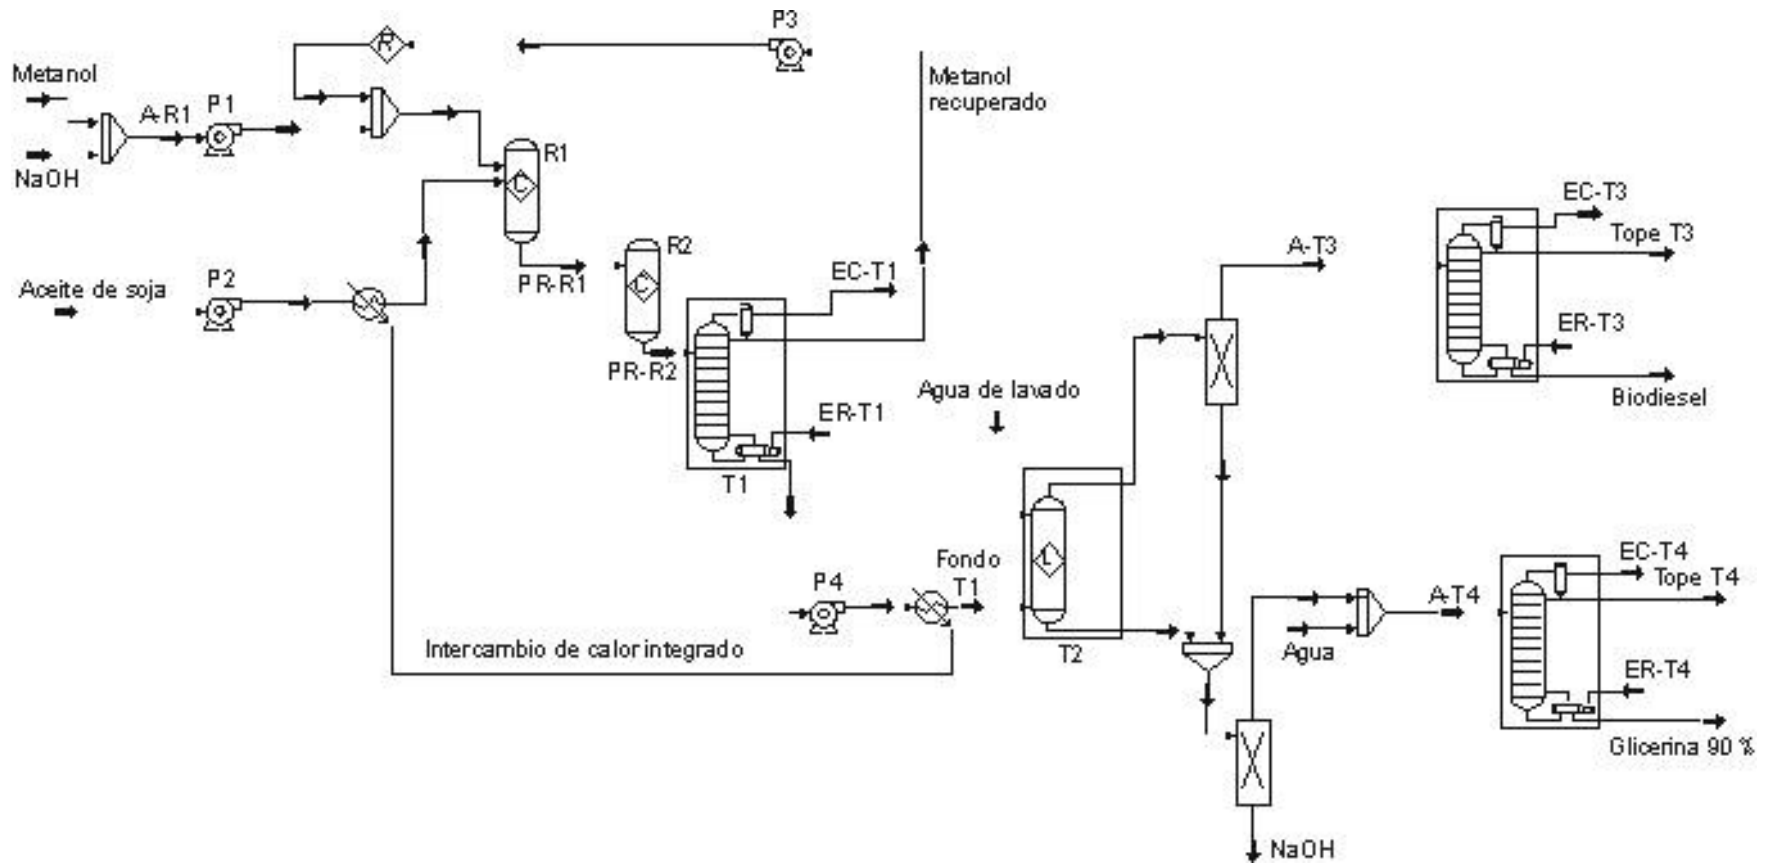 P3
R
Metanol
Metanol
recuperado
A-R1
P1
NaOH
R1
C
EC-T3
Tope T3
R2
A-T3
P2
PR-R1
EC-T1
Aceite de soja
C
ER-T3
PR-R2
Agua de lavado
Biodiesel
ER-T1
T1
Fondo
T1
L
EC-T4
Tope T4
P4
A-T4
Intercambio de calor integrado
T2
Agua
ER-T4
Glicerina 90 %
NaOH